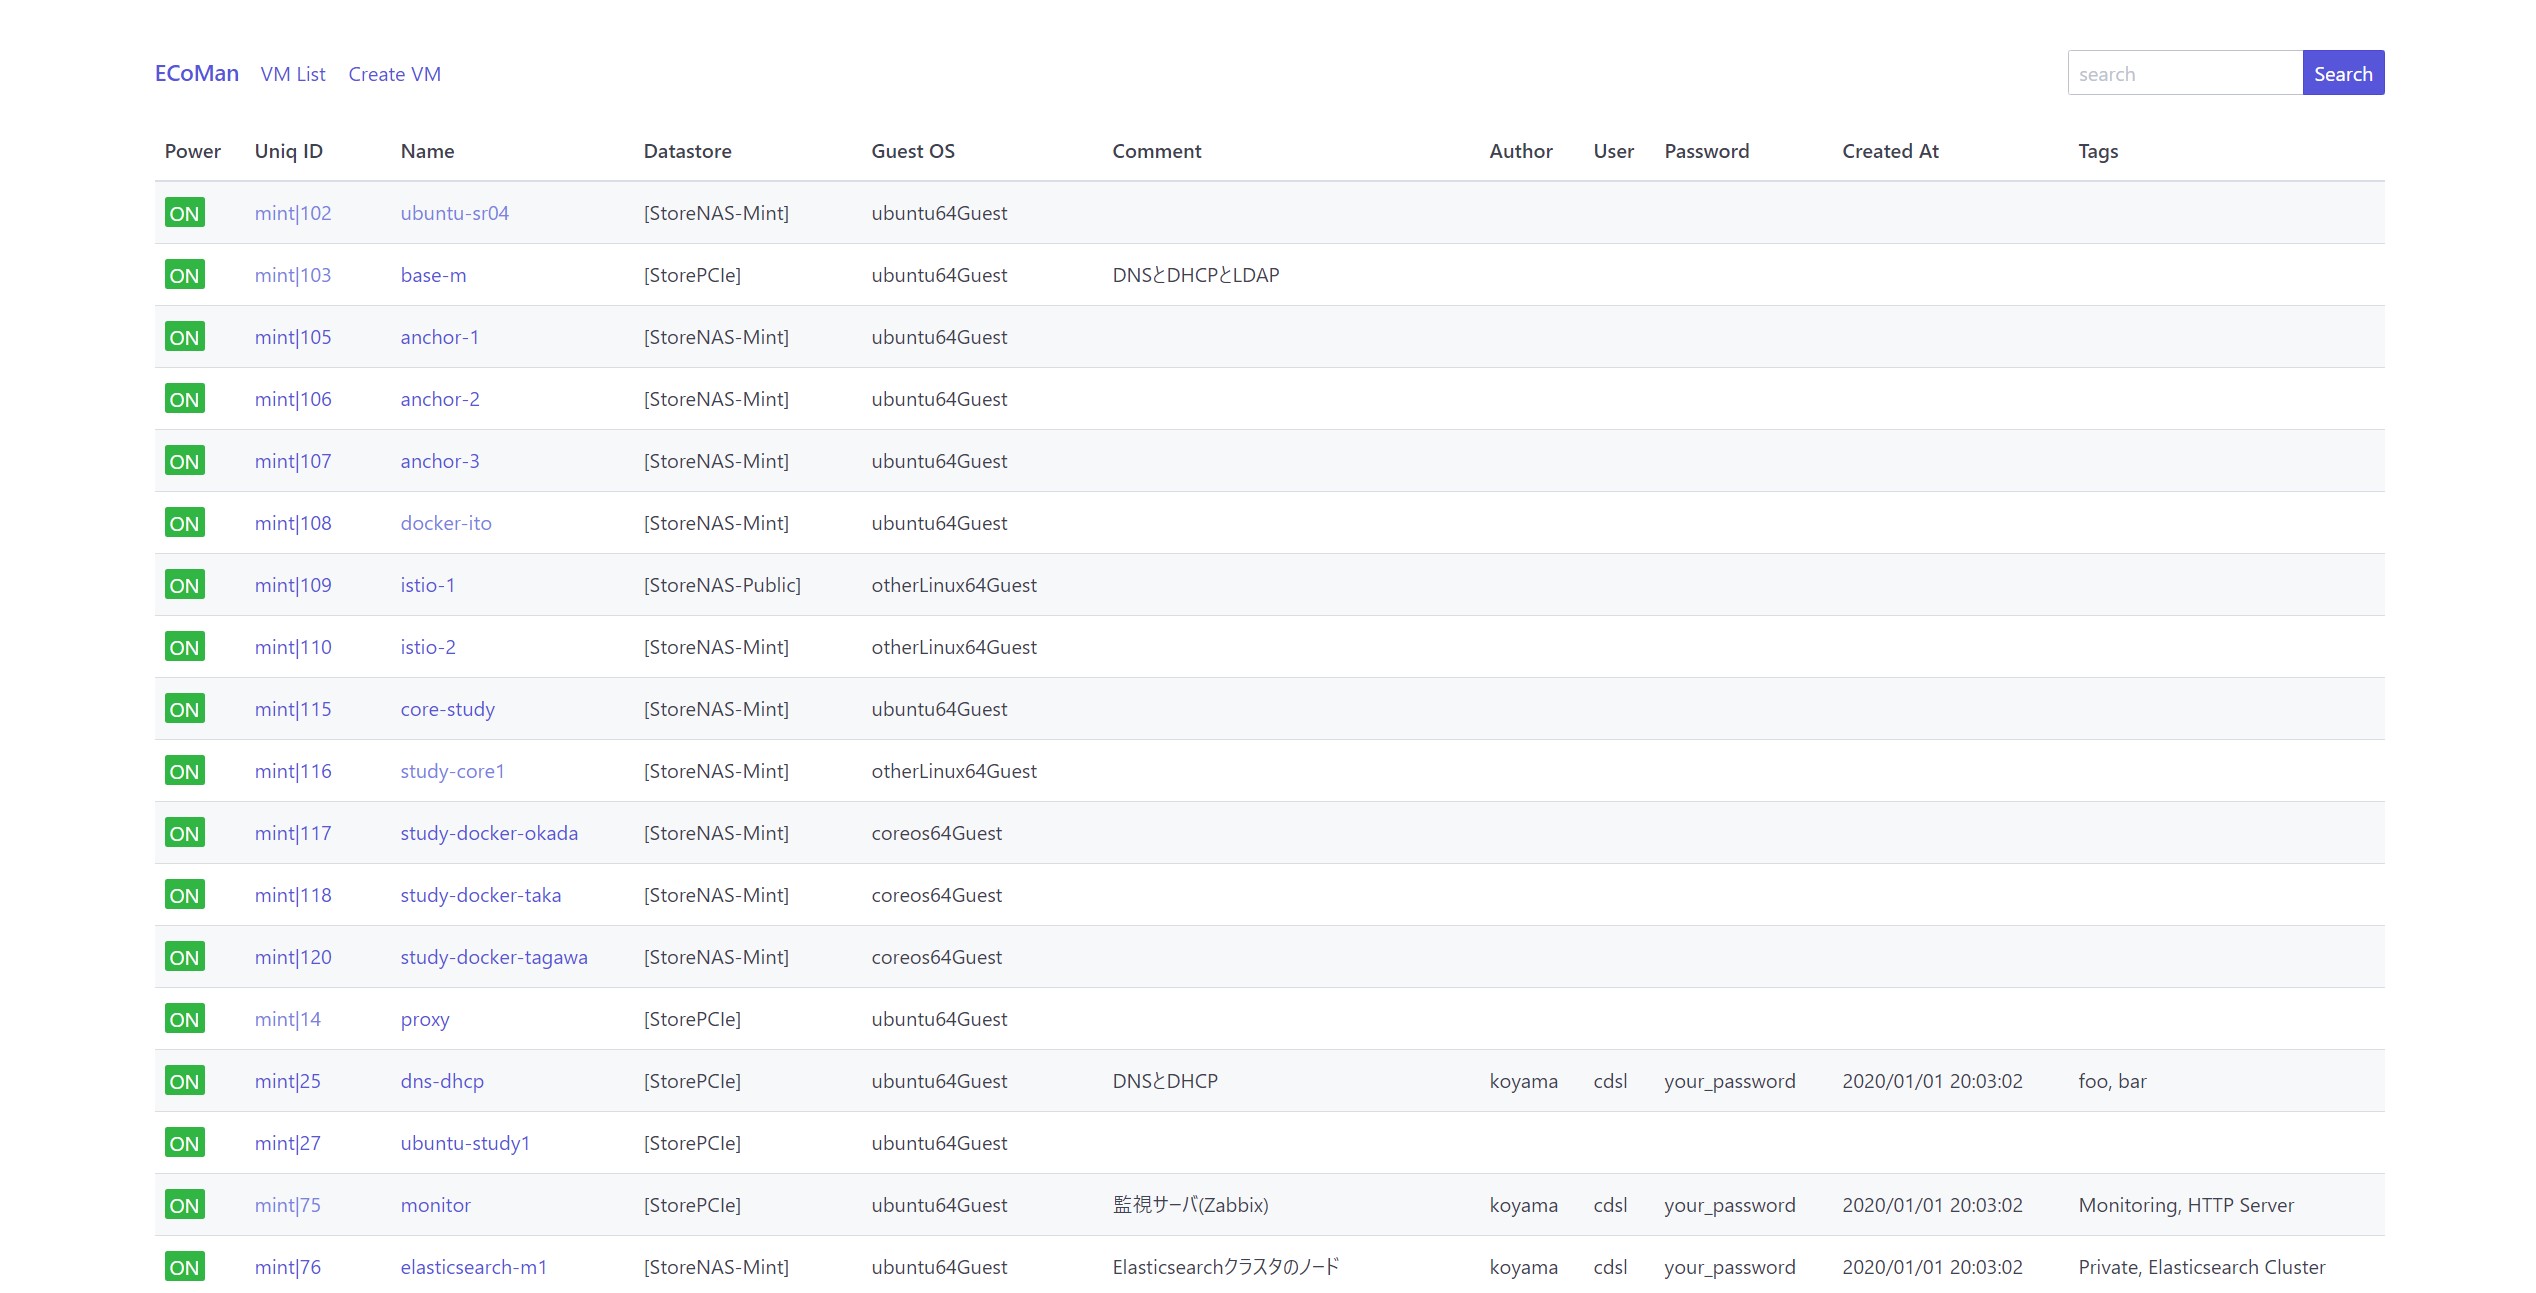 ECoMan VM List Create VM search Search
Power Uniq ID Name Datastore Guest OS Comment Author User Password Created At Tags
ON mint|102 ubuntu-sr04 [StoreNAS-Mint] ubuntu64Guest
ON mint|103 base-m [StorePCIe] ubuntu64Guest DNSとDHCPとLDAP
ON mint|105 anchor-1 [StoreNAS-Mint] ubuntu64Guest
ON mint|106 anchor-2 [StoreNAS-Mint] ubuntu64Guest
ON mint|107 anchor-3 [StoreNAS-Mint] ubuntu64Guest
ON mint|108 docker-ito [StoreNAS-Mint] ubuntu64Guest
ON mint|109 istio-1 [StoreNAS-Public] otherLinux64Guest
ON mint|110 istio-2 [StoreNAS-Mint] otherLinux64Guest
ON mint|115 core-study [StoreNAS-Mint] ubuntu64Guest
ON mint|116 study-core1 [StoreNAS-Mint] otherLinux64Guest
ON mint|117 study-docker-okada [StoreNAS-Mint] coreos64Guest
ON mint|118 study-docker-taka [StoreNAS-Mint] coreos64Guest
ON mint|120 study-docker-tagawa [StoreNAS-Mint] coreos64Guest
ON mint|14 proxy [StorePCIe] ubuntu64Guest
ON mint|25 dns-dhcp [StorePCIe] ubuntu64Guest DNSとDHCP koyama cdsl your_password 2020/01/01 20:03:02 foo, bar
ON mint|27 ubuntu-study1 [StorePCIe] ubuntu64Guest
ON mint|75 monitor [StorePCIe] ubuntu64Guest 監視サーバ(Zabbix) koyama cdsl your_password 2020/01/01 20:03:02 Monitoring, HTTP Server
ON mint|76 elasticsearch-m1 [StoreNAS-Mint] ubuntu64Guest Elasticsearchクラスタのノード koyama cdsl your_password 2020/01/01 20:03:02 Private, Elasticsearch Cluster